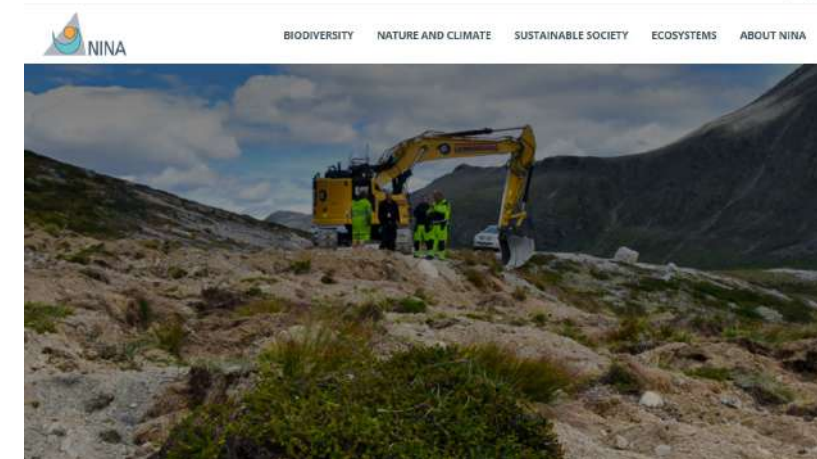 NINA
BIODIVERSITY NATURE AND CLIMATE SUSTAINABLE SOCIETY ECOSYSTEMS ABOUT NINA